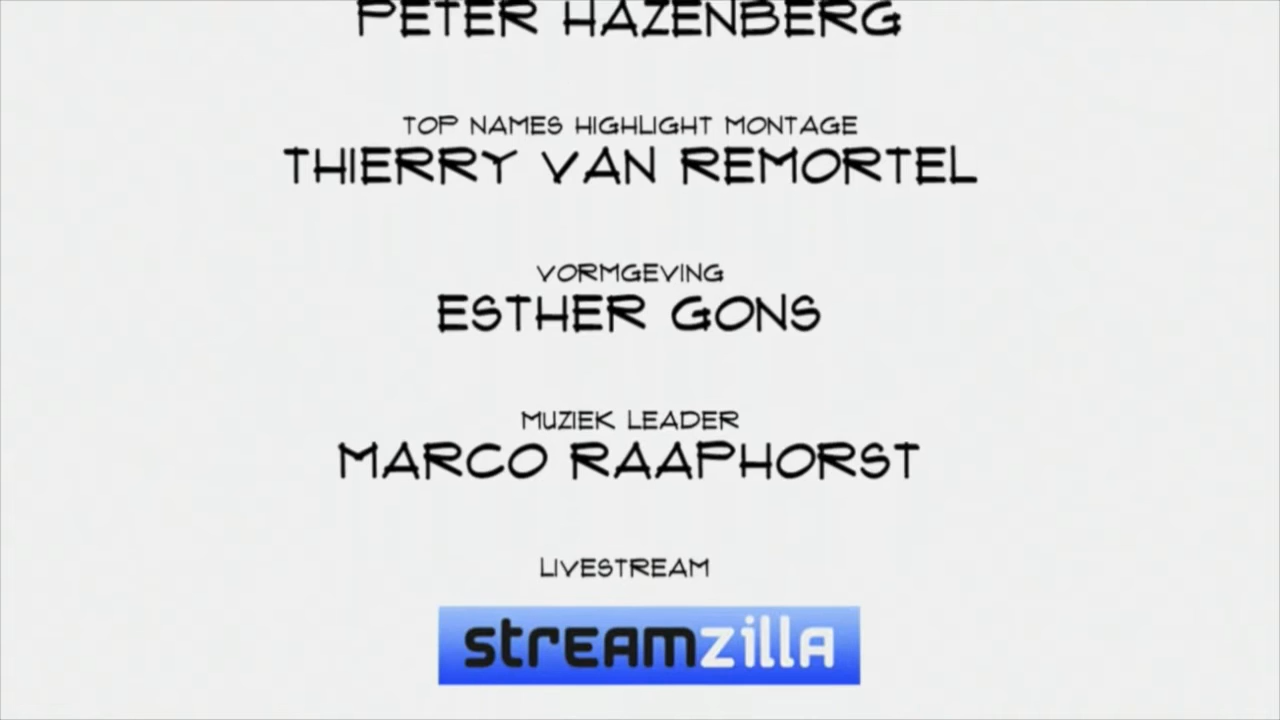 PETER HAZENBERG
TOP NAMES HIGHLIGHT MONTAGE
THIERRY VAN REMORTEL
VORMGEVING
ESTHER GONS
MUZIEK LEADER
MARCO RAAPHORST
LIVESTREAM
streamzilla